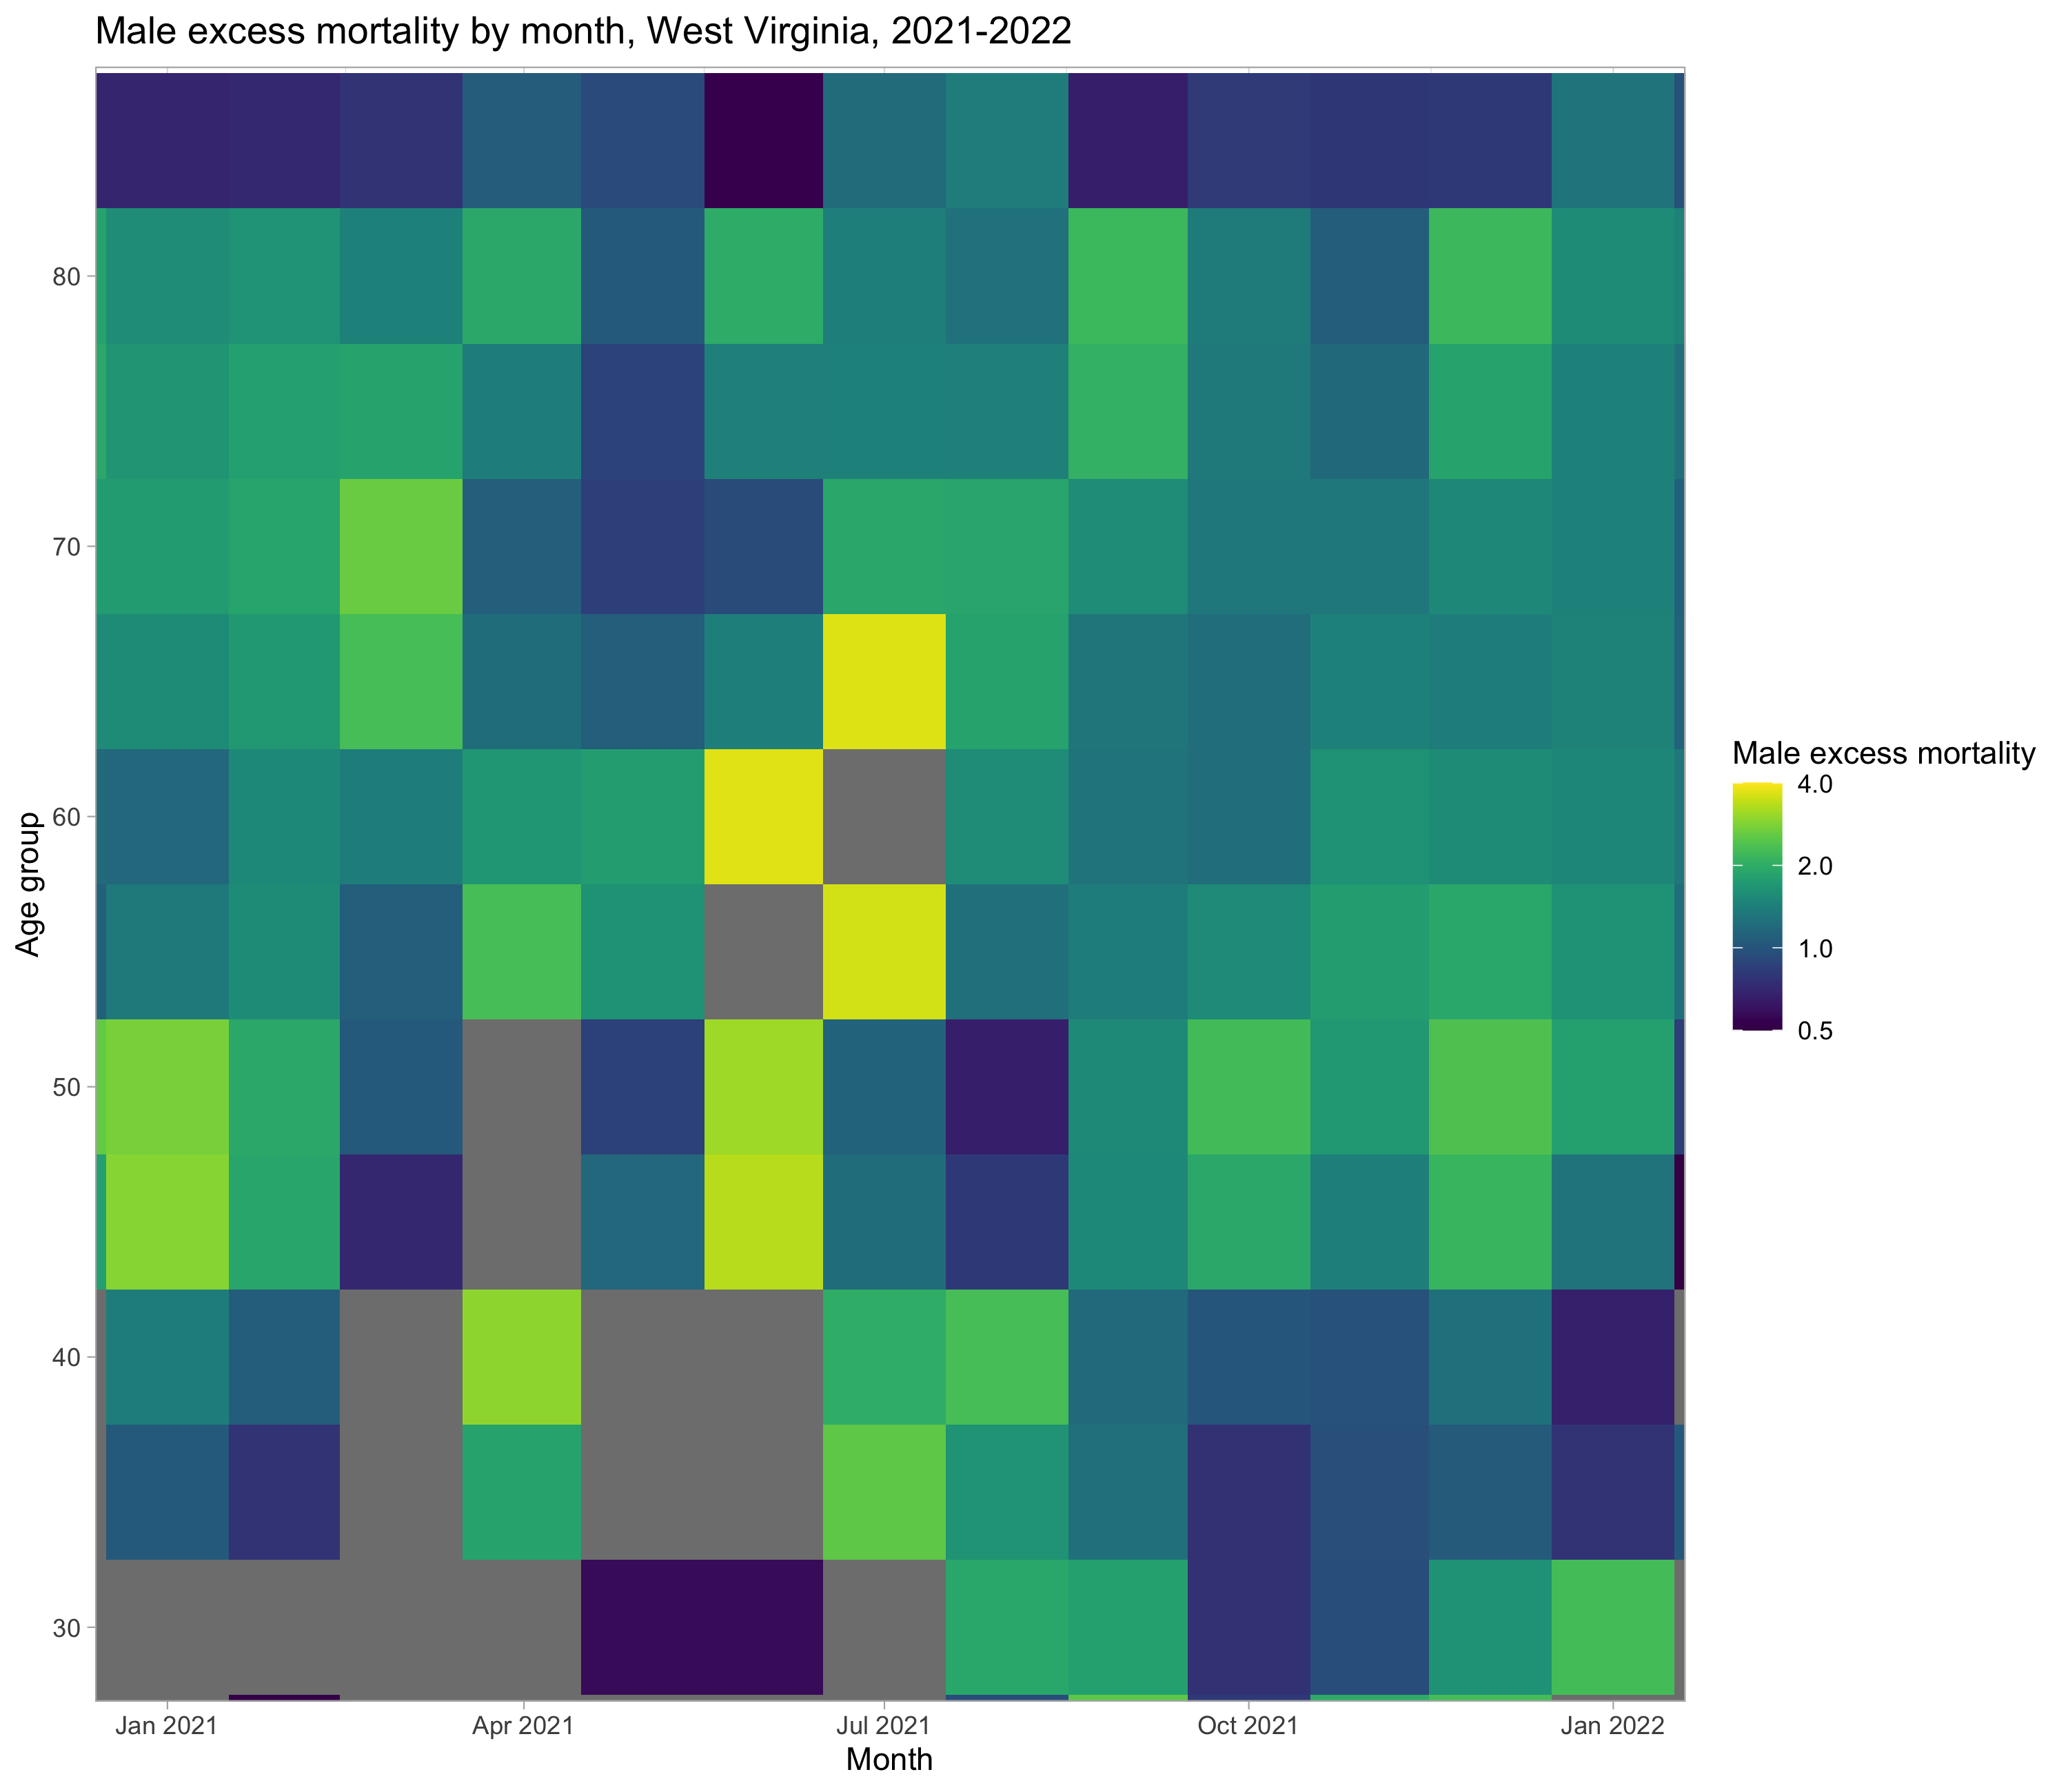 Male excess mortality by month, West Virginia, 2021-2022
80
70
60
50
40
30
Age group
Jan 2021
Apr 2021
Jul 2021
Oct 2021
Jan 2022
Month
Male excess mortality
4.0
2.0
1.0
0.5